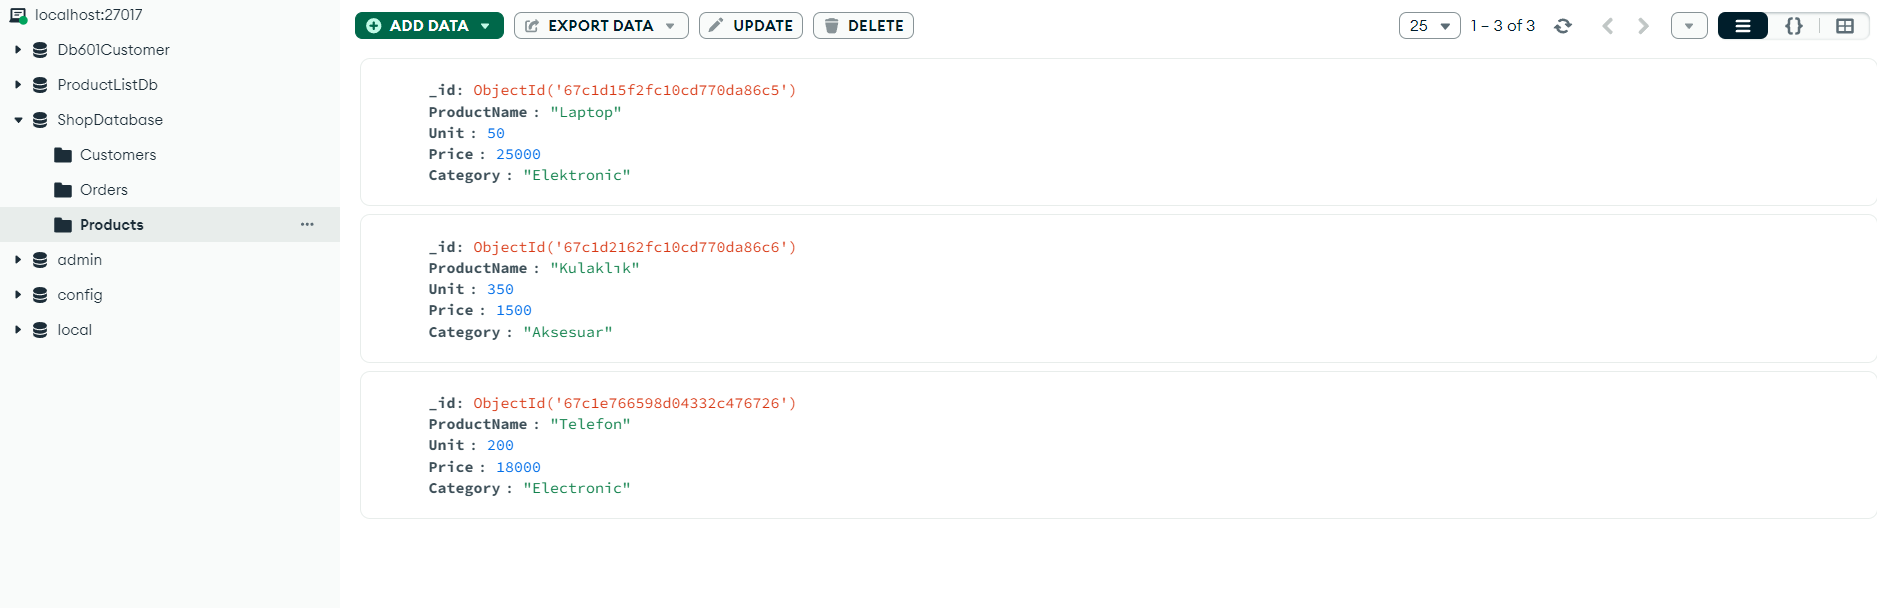 localhost:27017
Db601Customer
ProductListDb
ShopDatabase
Customers
Orders
Products
admin
config
local
ADD DATA EXPORT DATA UPDATE DELETE 25 1 – 3 of 3 {}
_id: ObjectId('67c1d15f2fc10cd770da86c5')
ProductName : "Laptop"
Unit : 50
Price : 25000
Category : "Elektronic"
_id: ObjectId('67c1d2162fc10cd770da86c6')
ProductName : "Kulaklık"
Unit : 350
Price : 1500
Category : "Aksesuar"
_id: ObjectId('67c1e766598d04332c476726')
ProductName : "Telefon"
Unit : 200
Price : 18000
Category : "Electronic"